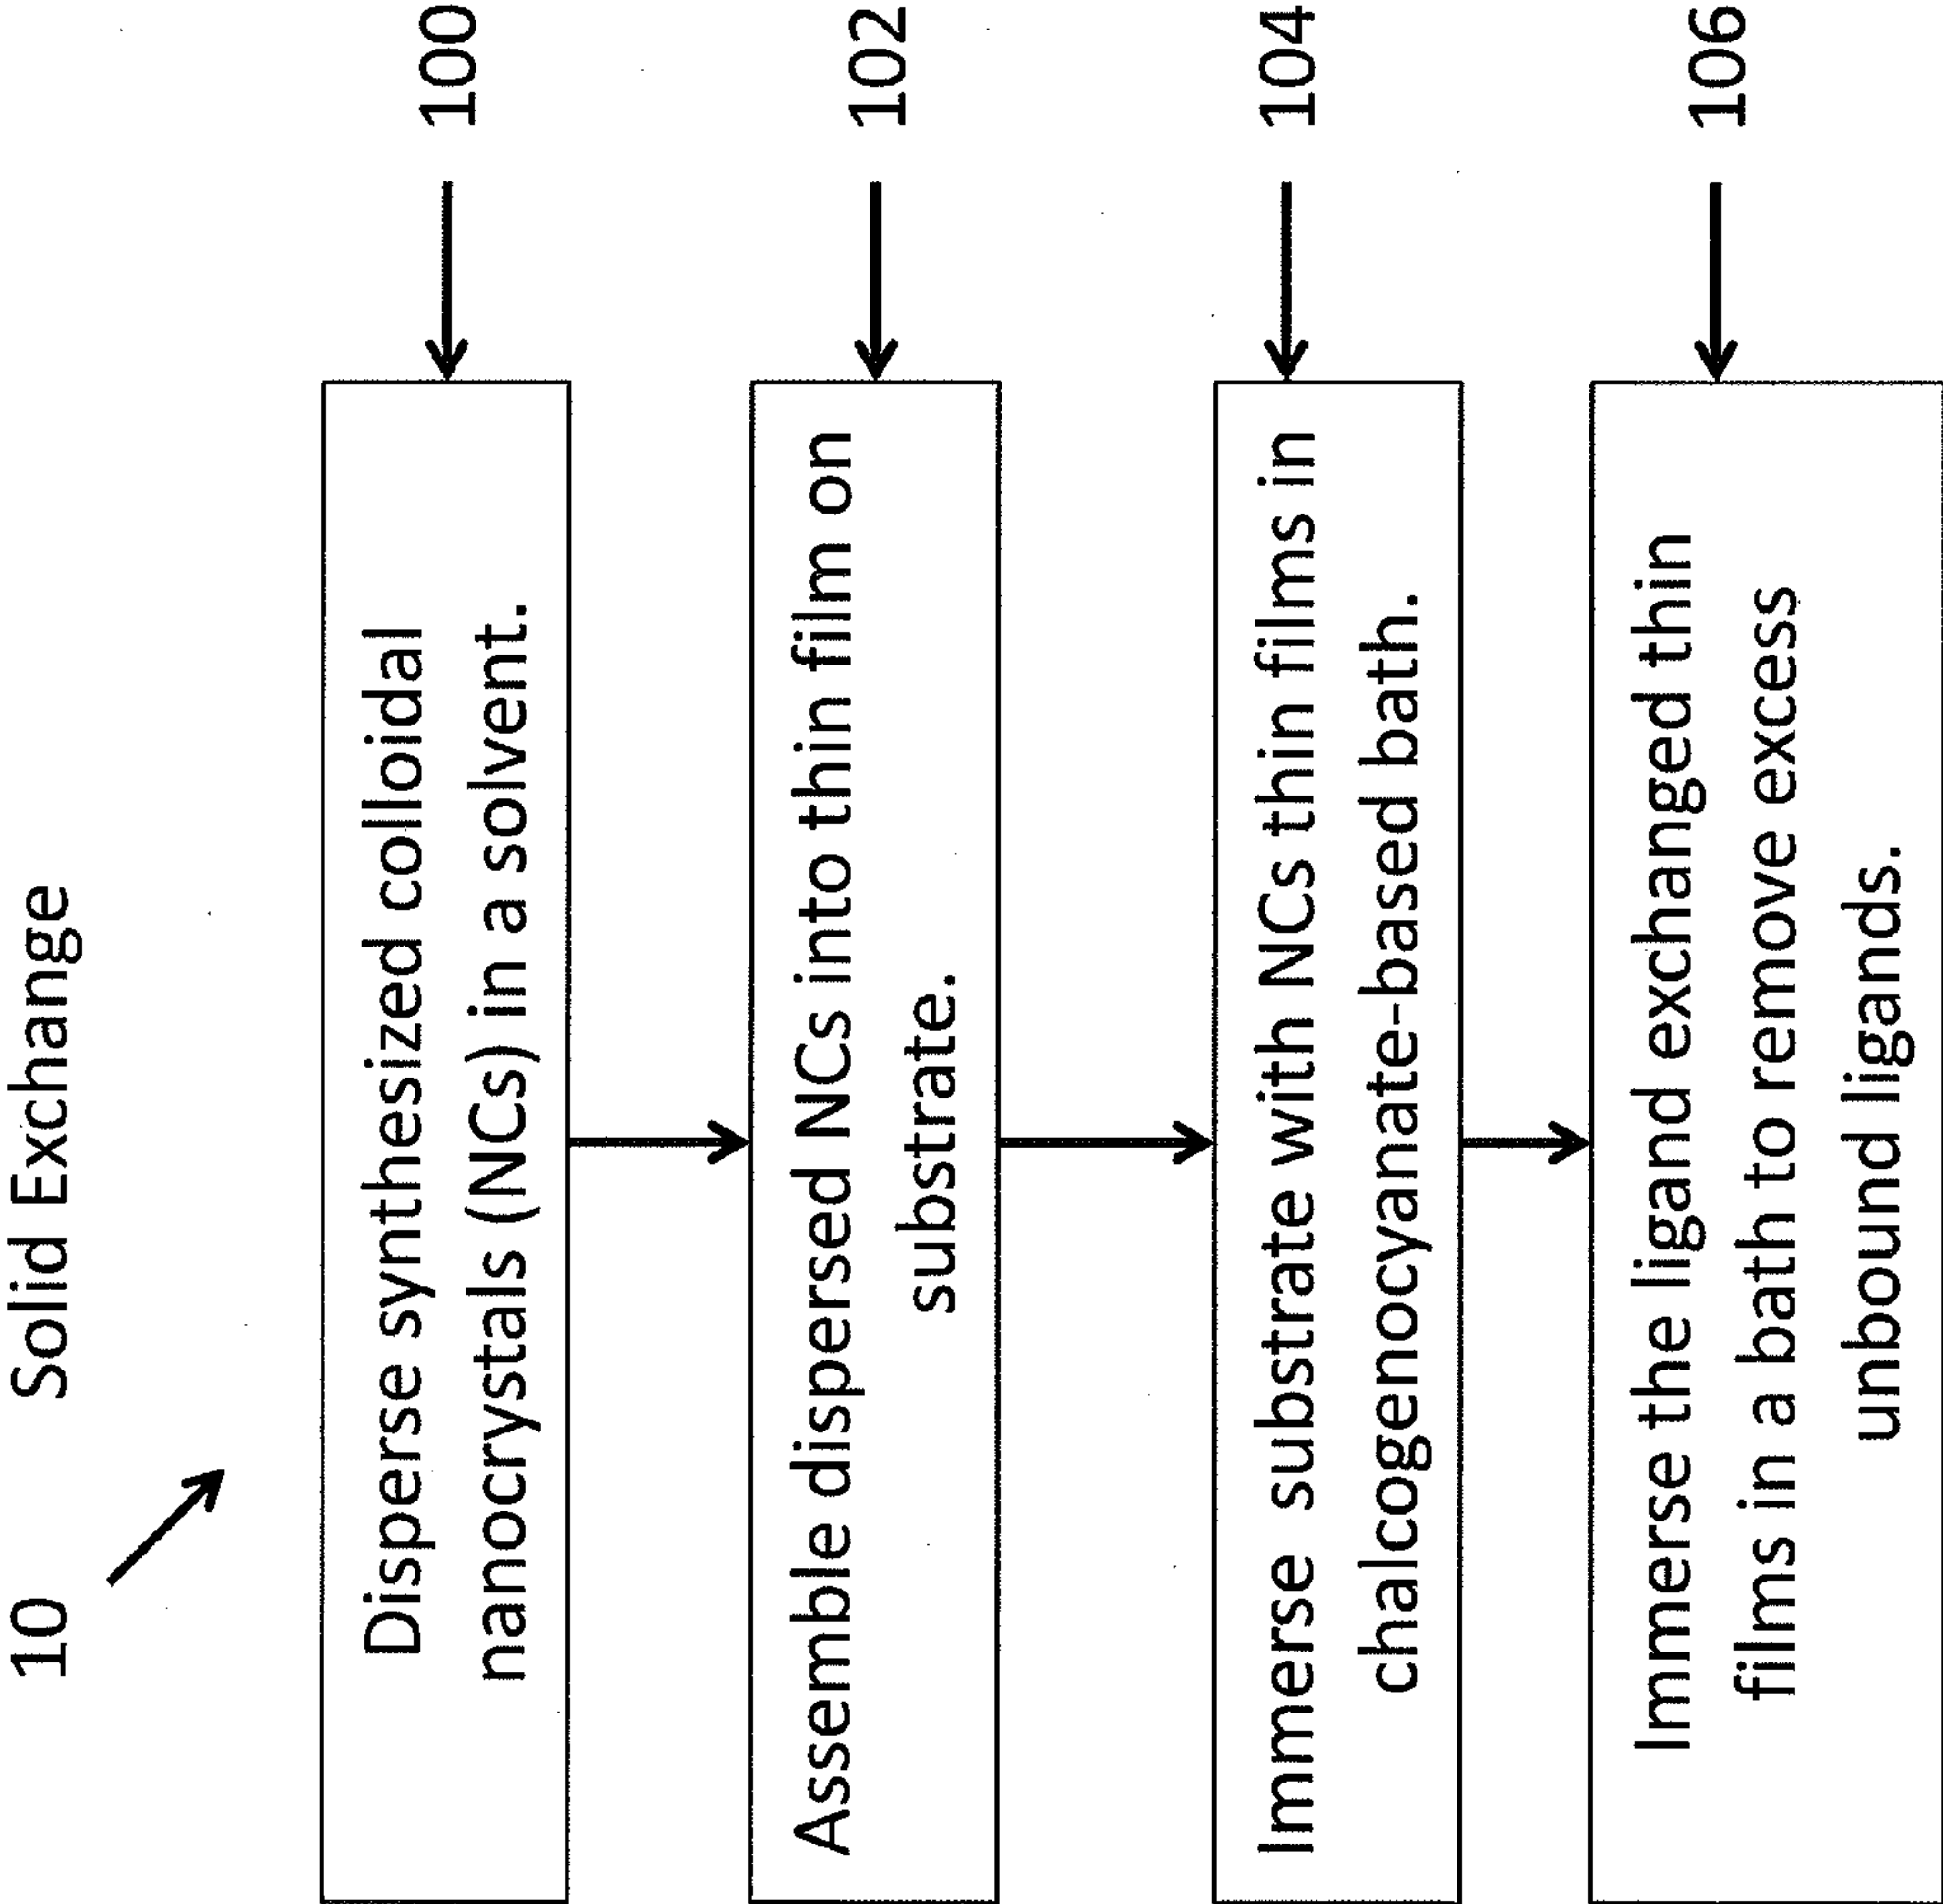 10 Solid Exchange
Disperse synthesized colloidal
nanocrystals (NCs) in a solvent.
100
Assemble dispersed NCs into thin film on
substrate.
102
Immerse substrate with NCs thin films in
chalcogenocyanate-based bath.
104
Immerse the ligand exchanged thin
films in a bath to remove excess
unbound ligands.
106